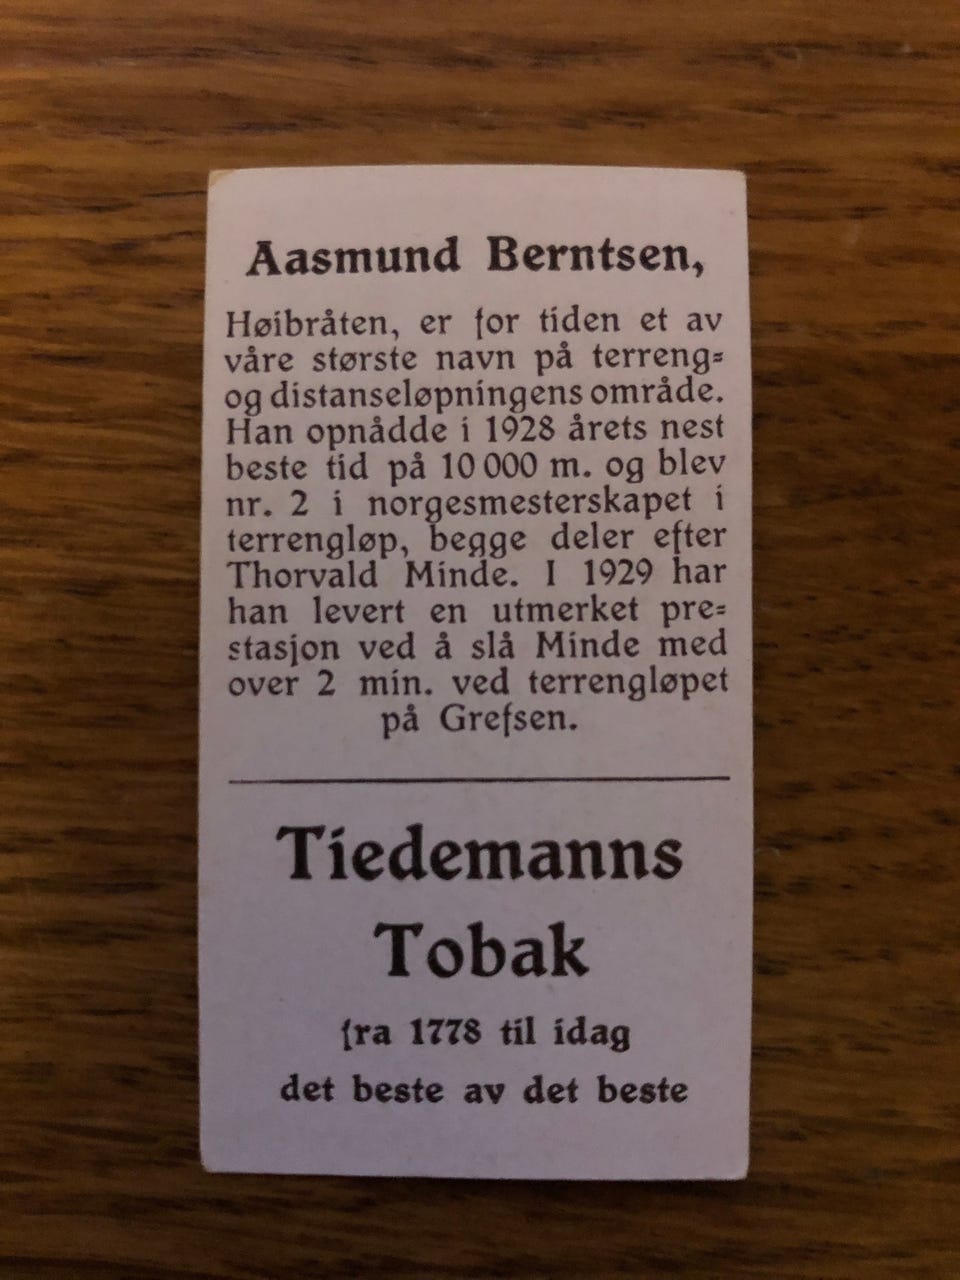 Aasmund Berntsen,
Høibråten, er for tiden et av
våre største navn på terreng-
og distanseløpningens område.
Han opnådde i 1928 årets nest
beste tid på 10 000 m. og blev
nr. 2 i norgesmesterskapet i
terrengløp, begge deler efter
Thorvald Minde. I 1929 har
han levert en utmerket pre-
stasjon ved å slå Minde med
over 2 min. ved terrengløpet
på Grefsen.
Tiedemanns
Tobak
fra 1778 til idag
det beste av det beste